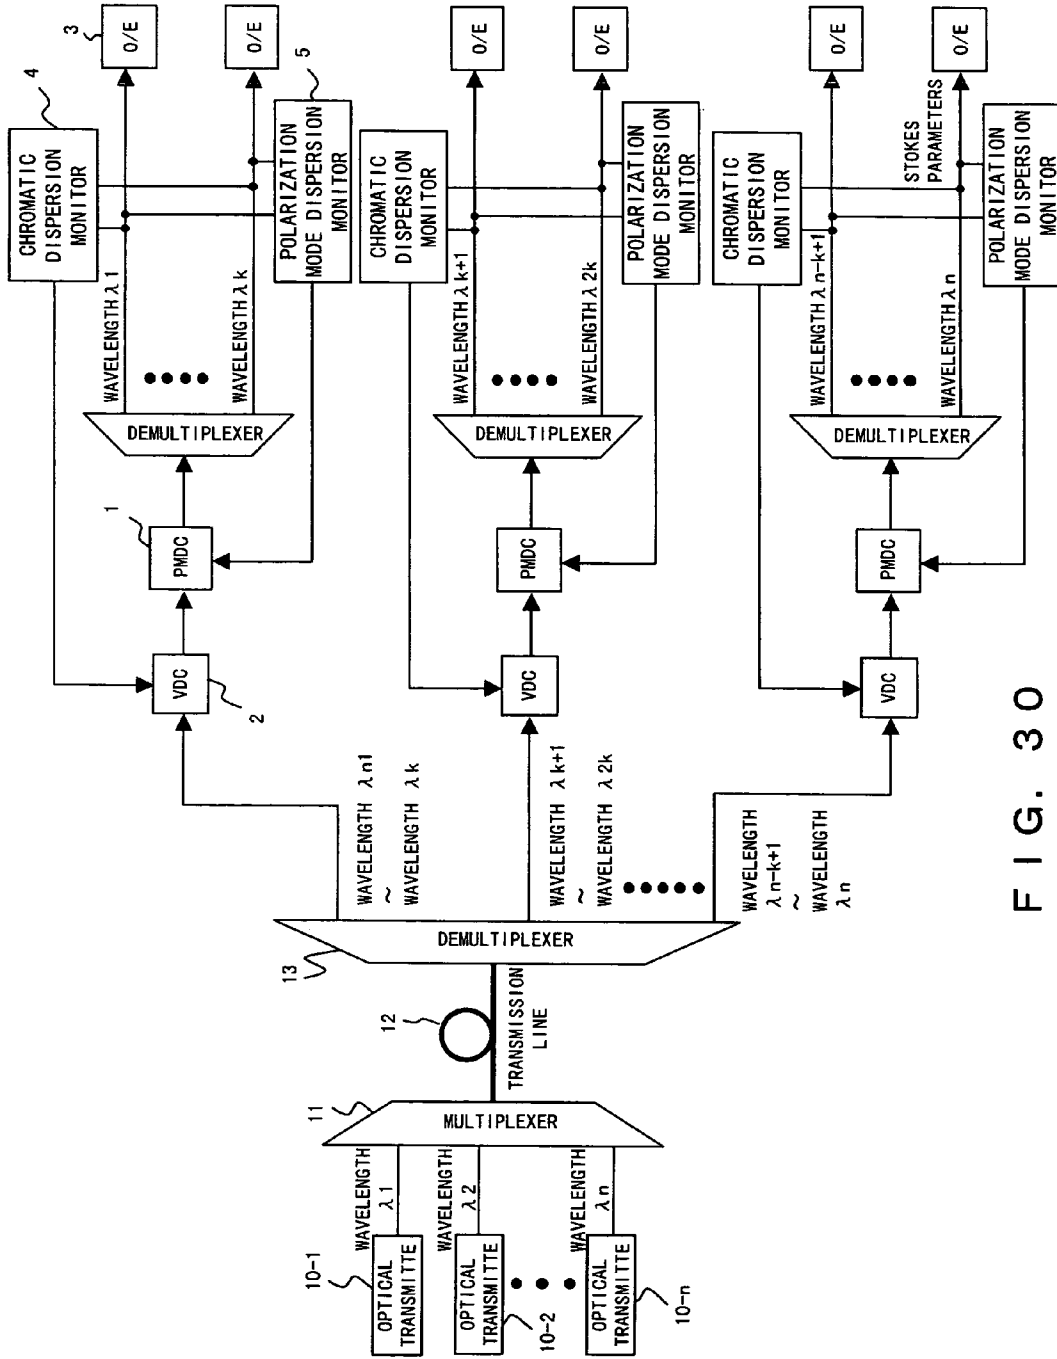 10-1
OPTICAL
TRANSMITTE
WAVELENGTH
λ1
OPTICAL
TRANSMITTE
10-2
WAVELENGTH
λ2
OPTICAL
TRANSMITTE
10-n
WAVELENGTH
λn
11
MULTIPLEXER
12
TRANSMISSION
LINE
13
DEMULTIPLEXER
WAVELENGTH λn1
~
WAVELENGTH λk
WAVELENGTH λk+1
~
WAVELENGTH λ2k
WAVELENGTH
λn-k+1
~
WAVELENGTH
λn
VDC
2
PMDC
1
DEMULTIPLEXER
WAVELENGTH λ1
WAVELENGTH λk
CHROMATIC
DISPERSION
MONITOR
4
POLARIZATION
MODE DISPERSION
MONITOR
5
O/E
3
O/E
VDC
PMDC
DEMULTIPLEXER
WAVELENGTH λk+1
WAVELENGTH λ2k
CHROMATIC
DISPERSION
MONITOR
POLARIZATION
MODE DISPERSION
MONITOR
O/E
O/E
VDC
PMDC
DEMULTIPLEXER
WAVELENGTH λn-k+1
WAVELENGTH λn
CHROMATIC
DISPERSION
MONITOR
STOKES
PARAMETERS
POLARIZATION
MODE DISPERSION
MONITOR
O/E
O/E
FIG. 30